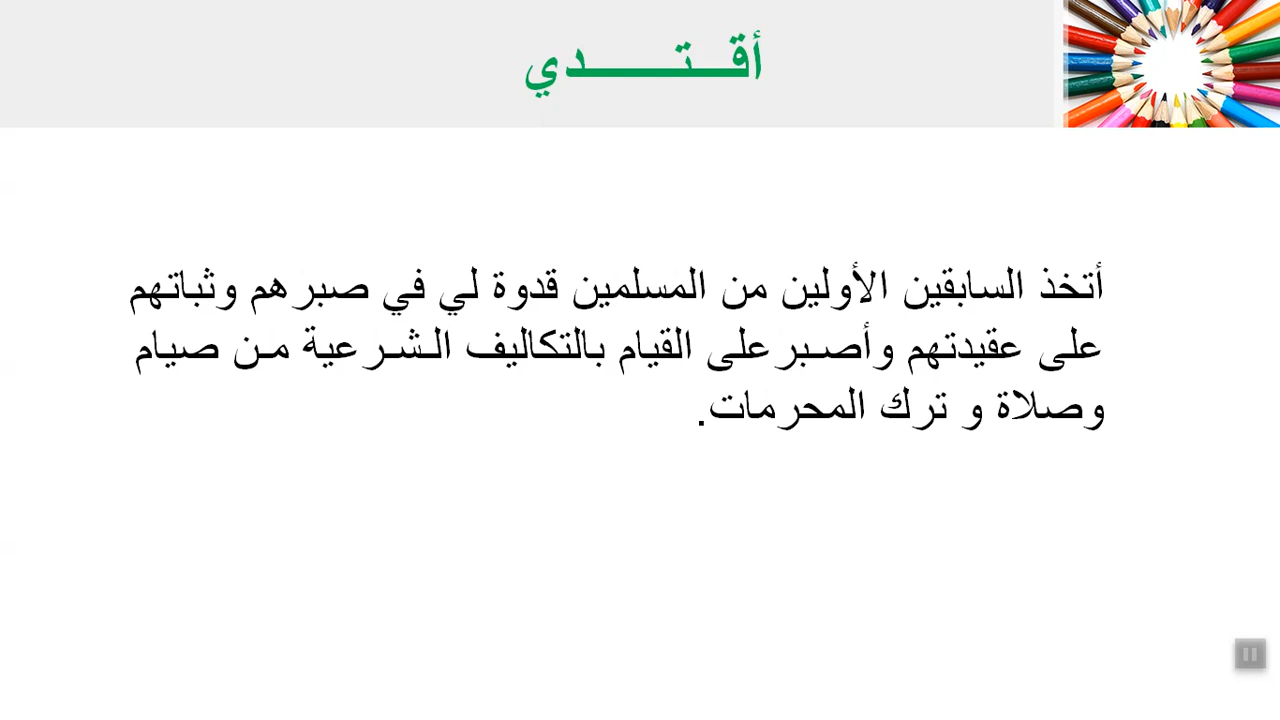 أقتدي
أتخذ السابقين الأولين من المسلمين قدوة لي في صبرهم وثباتهم
على عقيدتهم وأصبرعلى القيام بالتكاليف الشرعية من صيام
وصلاة و ترك المحرمات.